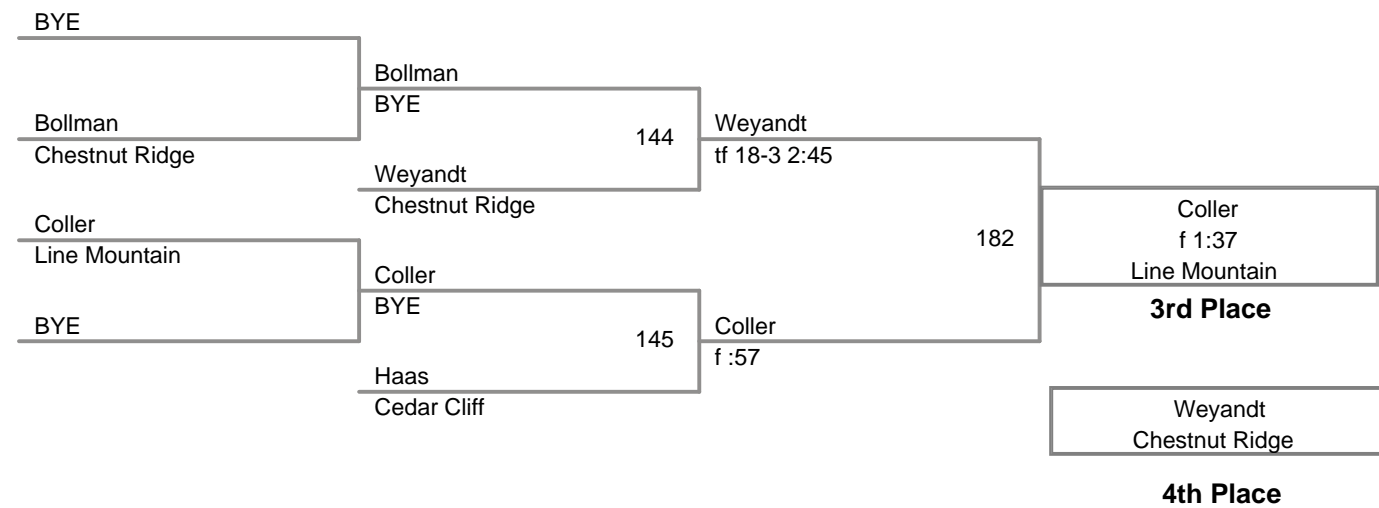 BYE
Bollman
BYE
Bollman
Chestnut Ridge
144
Weyandt
tf 18-3 2:45
Weyandt
Chestnut Ridge
Coller
Line Mountain
182
Coller
f 1:37
Line Mountain
3rd Place
Coller
BYE
BYE
145
Coller
f :57
Haas
Cedar Cliff
Weyandt
Chestnut Ridge
4th Place